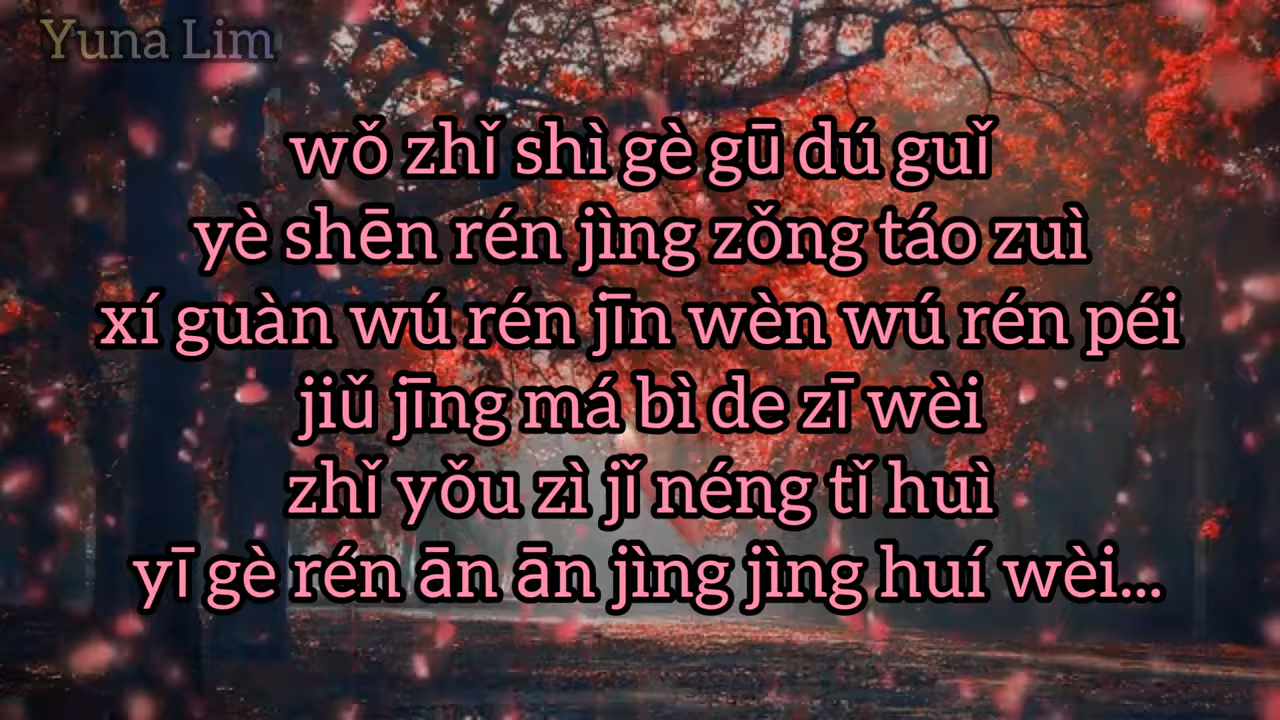 Yuna Lim
wǒ zhǐ shì gè gū dú guǐ
yè shēn rén jìng zǒng táo zuì
xí guàn wú rén jīn wèn wú rén péi
jiǔ jīng má bì de zī wèi
zhǐ yǒu zì jǐ néng tǐ huì
yī gè rén ān ān jìng jìng huí wèi...